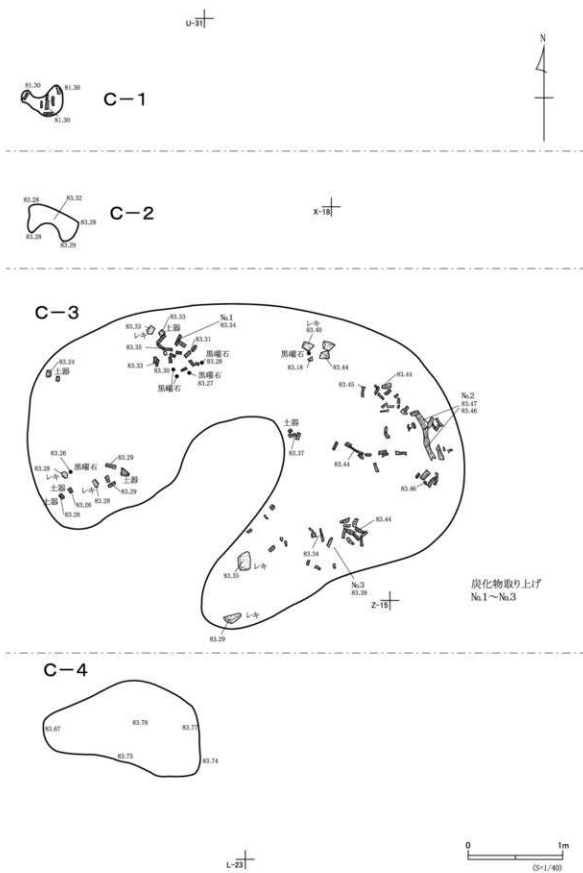 U-31
N
81.30
81.30
C－1
81.30
83.28
83.32
83.28
C－2
83.28
83.29
X-18
C－3
83.33
83.33
土器
レキ
No.1
83.34
83.35
83.31
黒曜石
83.28
83.33
83.30
黒曜石
83.27
黒曜石
83.24
土器
レキ
83.40
黒曜石
83.18
83.44
83.44
83.45
No.2
83.47
83.46
土器
83.37
83.44
83.46
83.26
黒曜石
83.29
83.28
レキ
土器
土器
レキ
83.29
83.26
83.28
土器
83.26
83.44
83.34
レキ
83.35
No.3
83.39
レキ
83.29
Z-15
炭化物取り上げ
No.1～No.3
C－4
83.67
83.76
83.77
83.75
83.74
L-23
0
1m
(S=1/40)